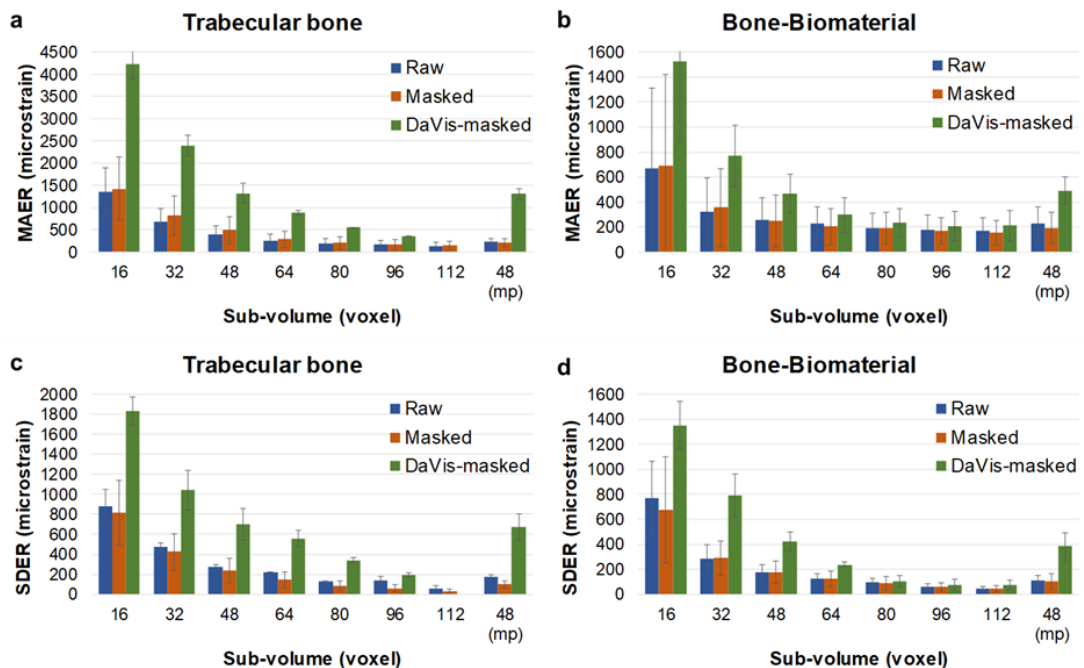 a
Trabecular bone
MAER (microstrain)
4500
4000
3500
3000
2500
2000
1500
1000
500
0
Raw
Masked
DaVis-masked
16 32 48 64 80 96 112 48
(mp)
Sub-volume (voxel)
b
Bone-Biomaterial
MAER (microstrain)
1600
1400
1200
1000
800
600
400
200
0
Raw
Masked
DaVis-masked
16 32 48 64 80 96 112 48
(mp)
Sub-volume (voxel)
c
Trabecular bone
SDER (microstrain)
2000
1800
1600
1400
1200
1000
800
600
400
200
0
Raw
Masked
DaVis-masked
16 32 48 64 80 96 112 48
(mp)
Sub-volume (voxel)
d
Bone-Biomaterial
SDER (microstrain)
1600
1400
1200
1000
800
600
400
200
0
Raw
Masked
DaVis-masked
16 32 48 64 80 96 112 48
(mp)
Sub-volume (voxel)